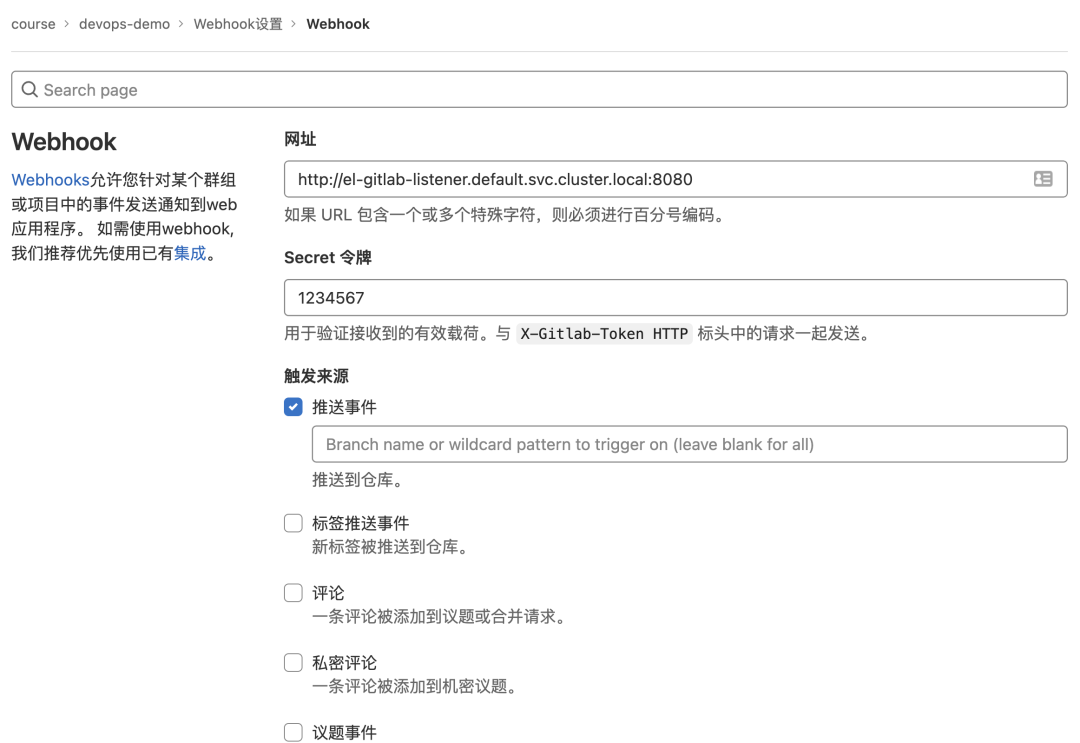 course > devops-demo > Webhook设置 > Webhook
Search page
Webhook
Webhooks允许您针对某个群组
或项目中的事件发送通知到web
应用程序。 如需使用webhook,
我们推荐优先使用已有集成。
网址
http://el-gitlab-listener.default.svc.cluster.local:8080
如果 URL 包含一个或多个特殊字符，则必须进行百分号编码。
Secret 令牌
1234567
用于验证接收到的有效载荷。与 X-Gitlab-Token HTTP 标头中的请求一起发送。
触发来源
推送事件
Branch name or wildcard pattern to trigger on (leave blank for all)
推送到仓库。
标签推送事件
新标签被推送到仓库。
评论
一条评论被添加到议题或合并请求。
私密评论
一条评论被添加到机密议题。
议题事件